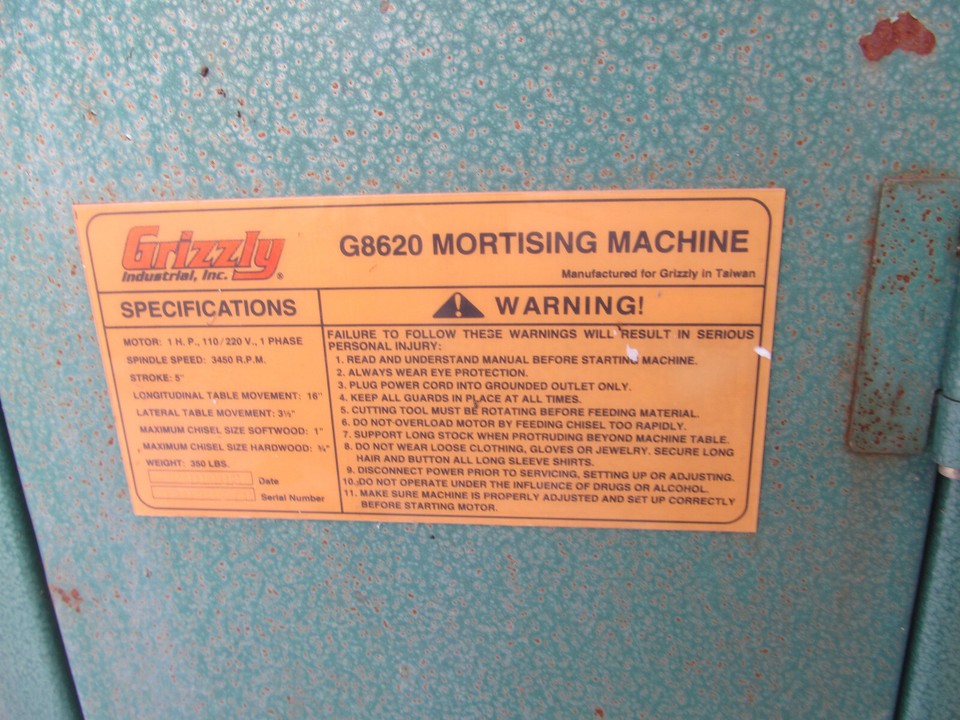 Grizzly
Industrial, Inc. ®
G8620 MORTISING MACHINE
Manufactured for Grizzly in Taiwan
SPECIFICATIONS
MOTOR: 1 H.P., 110/220 V., 1 PHASE
SPINDLE SPEED: 3450 R.P.M.
STROKE: 5"
LONGITUDINAL TABLE MOVEMENT: 16"
LATERAL TABLE MOVEMENT: 3½"
MAXIMUM CHISEL SIZE SOFTWOOD: 1"
MAXIMUM CHISEL SIZE HARDWOOD: ¾"
WEIGHT: 350 LBS.
Date
Serial Number
WARNING!
FAILURE TO FOLLOW THESE WARNINGS WILL RESULT IN SERIOUS
PERSONAL INJURY:
1. READ AND UNDERSTAND MANUAL BEFORE STARTING MACHINE.
2. ALWAYS WEAR EYE PROTECTION.
3. PLUG POWER CORD INTO GROUNDED OUTLET ONLY.
4. KEEP ALL GUARDS IN PLACE AT ALL TIMES.
5. CUTTING TOOL MUST BE ROTATING BEFORE FEEDING MATERIAL.
6. DO NOT OVERLOAD MOTOR BY FEEDING CHISEL TOO RAPIDLY.
7. SUPPORT LONG STOCK WHEN PROTRUDING BEYOND MACHINE TABLE.
8. DO NOT WEAR LOOSE CLOTHING, GLOVES OR JEWELRY. SECURE LONG
HAIR AND BUTTON ALL LONG SLEEVE SHIRTS.
9. DISCONNECT POWER PRIOR TO SERVICING, SETTING UP OR ADJUSTING.
10. DO NOT OPERATE UNDER THE INFLUENCE OF DRUGS OR ALCOHOL.
11. MAKE SURE MACHINE IS PROPERLY ADJUSTED AND SET UP CORRECTLY
BEFORE STARTING MOTOR.